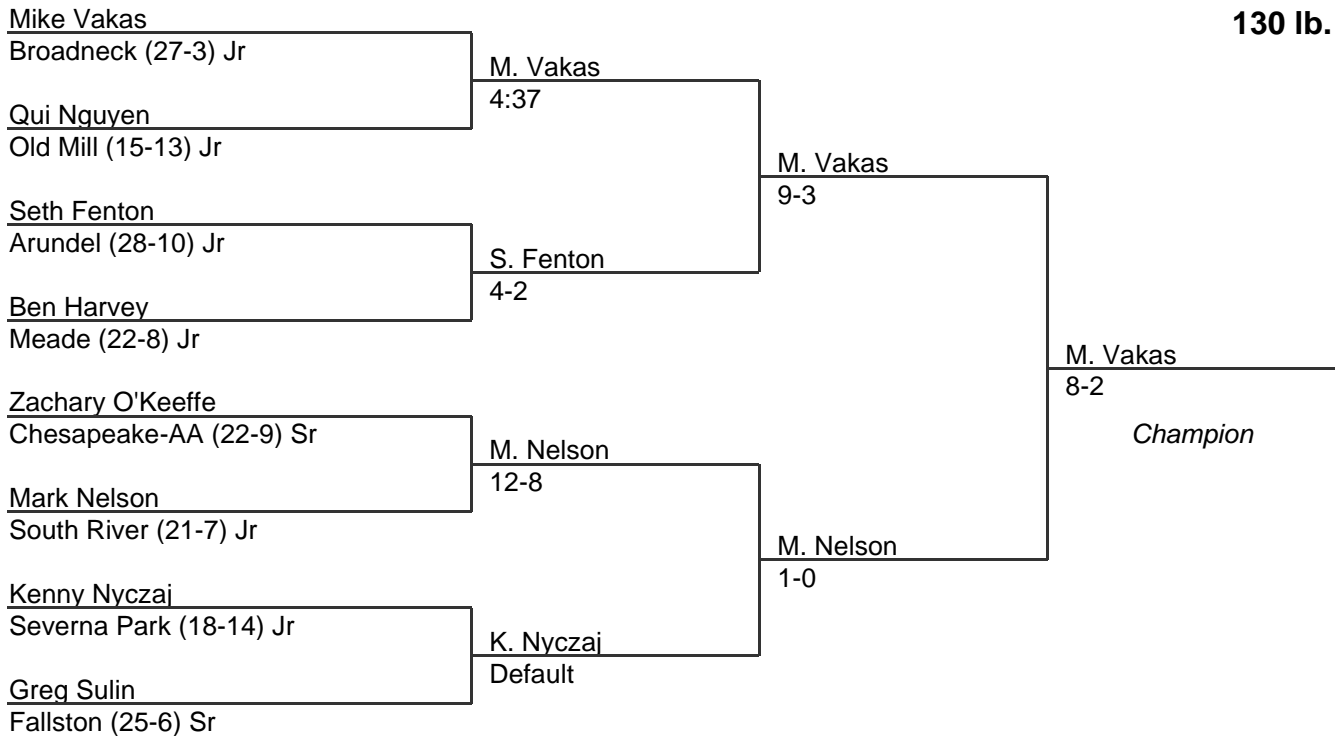 130 lb.
Mike Vakas
Broadneck (27-3) Jr
M. Vakas
4:37
Qui Nguyen
Old Mill (15-13) Jr
M. Vakas
9-3
Seth Fenton
Arundel (28-10) Jr
S. Fenton
4-2
Ben Harvey
Meade (22-8) Jr
M. Vakas
8-2
Champion
Zachary O'Keeffe
Chesapeake-AA (22-9) Sr
M. Nelson
12-8
Mark Nelson
South River (21-7) Jr
M. Nelson
1-0
Kenny Nyczaj
Severna Park (18-14) Jr
K. Nyczaj
Default
Greg Sulin
Fallston (25-6) Sr